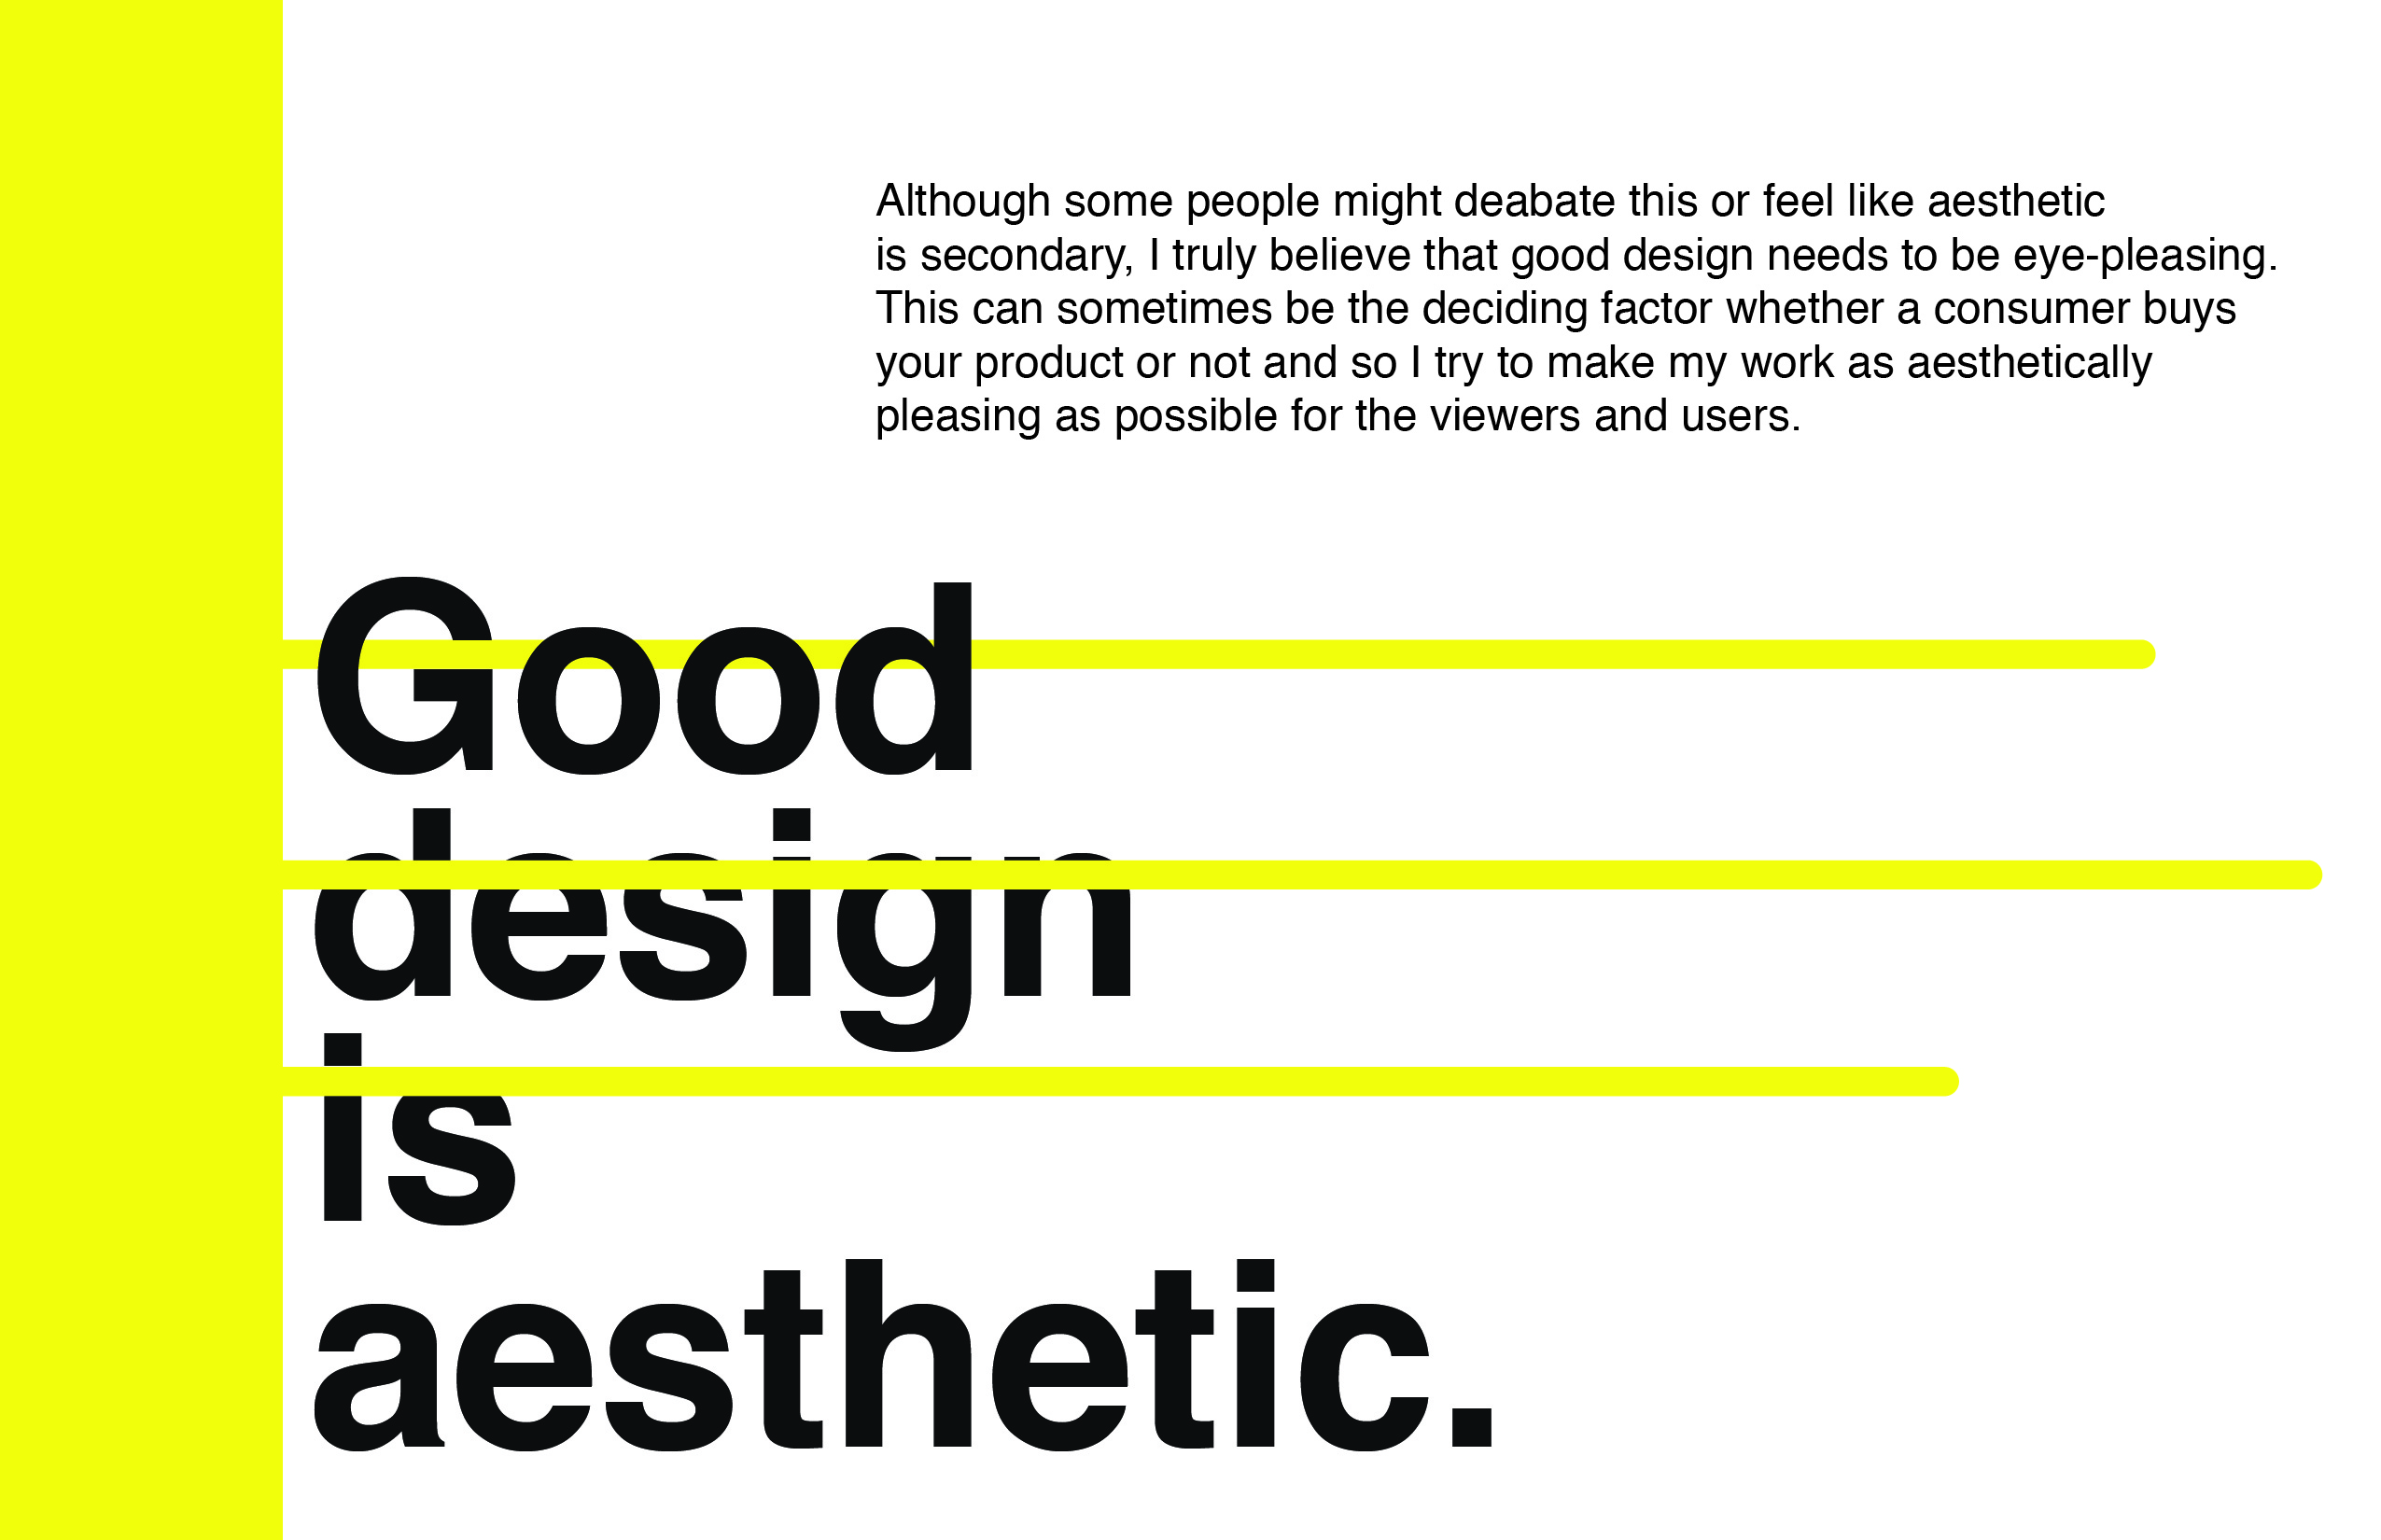 Although some people might deabate this or feel like aesthetic
is secondary, I truly believe that good design needs to be eye-pleasing.
This can sometimes be the deciding factor whether a consumer buys
your product or not and so I try to make my work as aesthetically
pleasing as possible for the viewers and users.
Good
design
is
aesthetic.